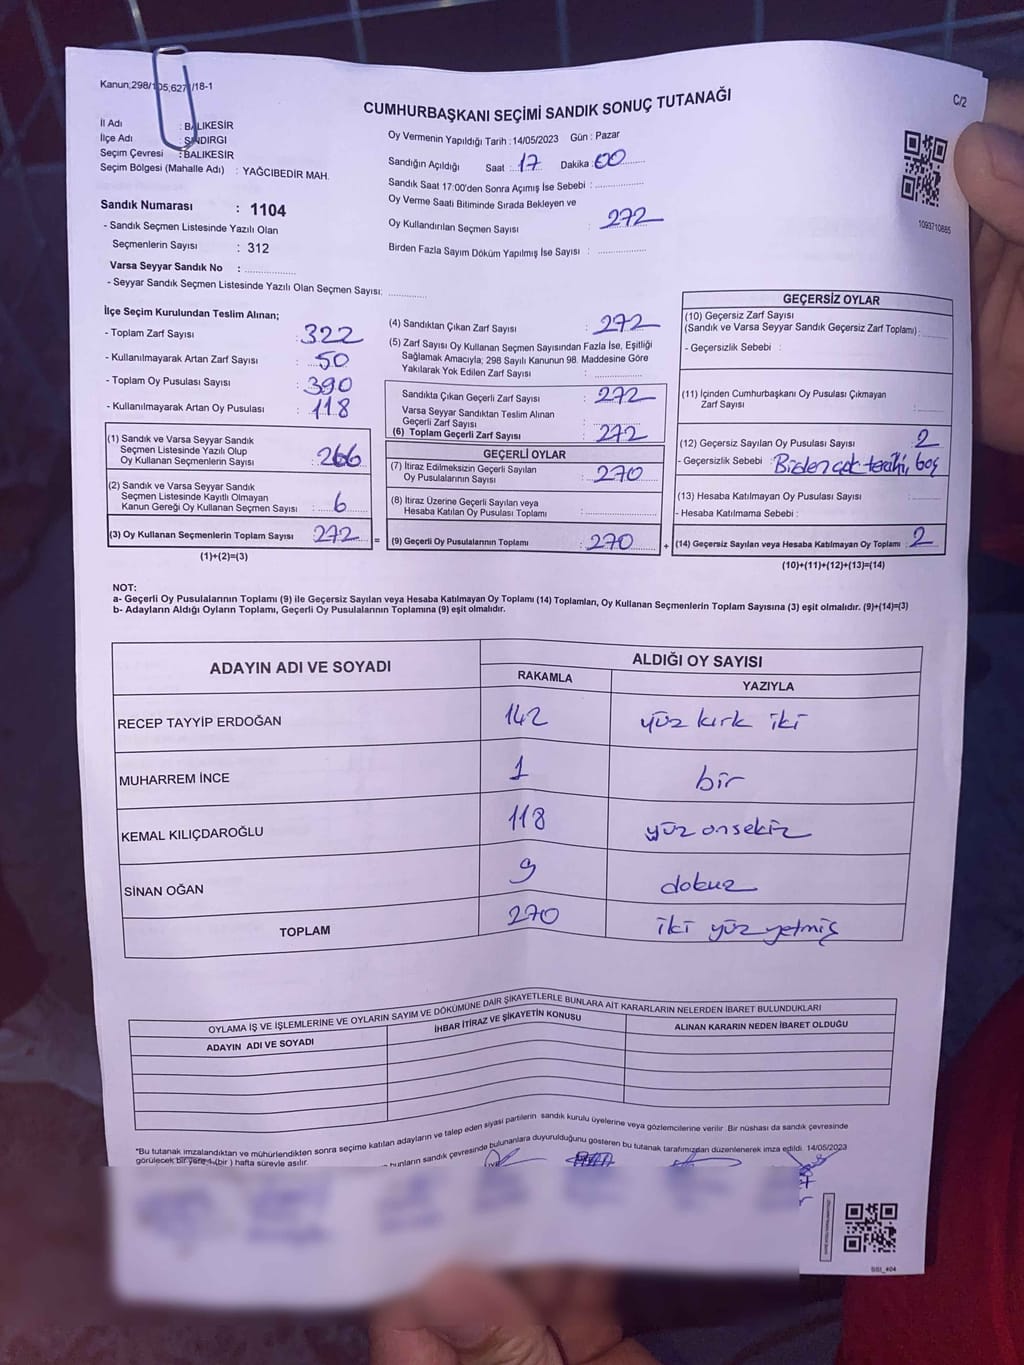 Kanun,298/105,627/18-1
C/2
CUMHURBAŞKANI SEÇİMİ SANDIK SONUÇ TUTANAĞI
İl Adı : BALIKESİR
İlçe Adı : SINDIRGI
Seçim Çevresi : BALIKESİR
Seçim Bölgesi (Mahalle Adı) : YAĞCIBEDİR MAH.
Oy Vermenin Yapıldığı Tarih : 14/05/2023 Gün : Pazar
Sandığın Açıldığı Saat : 17 Dakika : 00
Sandık Saat 17:00'den Sonra Açımış İse Sebebi :
Oy Verme Saati Bitiminde Sırada Bekleyen ve
Oy Kullandırılan Seçmen Sayısı : 272
Birden Fazla Sayım Döküm Yapılmış İse Sayısı :
1093710885
Sandık Numarası : 1104
- Sandık Seçmen Listesinde Yazılı Olan
Seçmenlerin Sayısı : 312
Varsa Seyyar Sandık No :
- Seyyar Sandık Seçmen Listesinde Yazılı Olan Seçmen Sayısı:
İlçe Seçim Kurulundan Teslim Alınan;
- Toplam Zarf Sayısı : 322
- Kullanılmayarak Artan Zarf Sayısı : 50
- Toplam Oy Pusulası Sayısı : 390
- Kullanılmayarak Artan Oy Pusulası : 118
(1) Sandık ve Varsa Seyyar Sandık
Seçmen Listesinde Yazılı Olup
Oy Kullanan Seçmenlerin Sayısı : 266
(2) Sandık ve Varsa Seyyar Sandık
Seçmen Listesinde Kayıtlı Olmayan
Kanun Gereği Oy Kullanan Seçmen Sayısı : 6
(3) Oy Kullanan Seçmenlerin Toplam Sayısı : 272 =
(1)+(2)=(3)
(4) Sandıktan Çıkan Zarf Sayısı : 272
(5) Zarf Sayısı Oy Kullanan Seçmen Sayısından Fazla İse, Eşitliği
Sağlamak Amacıyla; 298 Sayılı Kanunun 98. Maddesine Göre
Yakılarak Yok Edilen Zarf Sayısı :
Sandıkta Çıkan Geçerli Zarf Sayısı : 272
Varsa Seyyar Sandıktan Teslim Alınan
Geçerli Zarf Sayısı :
(6) Toplam Geçerli Zarf Sayısı : 272
GEÇERLİ OYLAR
(7) İtiraz Edilmeksizin Geçerli Sayılan
Oy Pusulalarının Sayısı : 270
(8) İtiraz Üzerine Geçerli Sayılan veya
Hesaba Katılan Oy Pusulası Toplamı :
(9) Geçerli Oy Pusulalarının Toplamı : 270 +
GEÇERSİZ OYLAR
(10) Geçersiz Zarf Sayısı
(Sandık ve Varsa Seyyar Sandık Geçersiz Zarf Toplamı) :
- Geçersizlik Sebebi :
(11) İçinden Cumhurbaşkanı Oy Pusulası Çıkmayan
Zarf Sayısı :
(12) Geçersiz Sayılan Oy Pusulası Sayısı : 2
- Geçersizlik Sebebi : Birden çok tercihi, boş
(13) Hesaba Katılmayan Oy Pusulası Sayısı :
- Hesaba Katılmama Sebebi :
(14) Geçersiz Sayılan veya Hesaba Katılmayan Oy Toplamı : 2
(10)+(11)+(12)+(13)=(14)
NOT:
a- Geçerli Oy Pusulalarının Toplamı (9) ile Geçersiz Sayılan veya Hesaba Katılmayan Oy Toplamı (14) Toplamları, Oy Kullanan Seçmenlerin Toplam Sayısına (3) eşit olmalıdır. (9)+(14)=(3)
b- Adayların Aldığı Oyların Toplamı, Geçerli Oy Pusulalarının Toplamına (9) eşit olmalıdır.
ADAYIN ADI VE SOYADI
ALDIĞI OY SAYISI
RAKAMLA YAZIYLA
RECEP TAYYİP ERDOĞAN 142 yüz kırk iki
MUHARREM İNCE 1 bir
KEMAL KILIÇDAROĞLU 118 yüz onsekiz
SİNAN OĞAN 9 dokuz
TOPLAM 270 iki yüz yetmiş
OYLAMA İŞ VE İŞLEMLERİNE VE OYLARIN SAYIM VE DÖKÜMÜNE DAİR ŞİKAYETLERLE BUNLARA AİT KARARLARIN NELERDEN İBARET BULUNDUKLARI
ADAYIN ADI VE SOYADI
İHBAR İTİRAZ VE ŞİKAYETİN KONUSU
ALINAN KARARIN NEDEN İBARET OLDUĞU
*Bu tutanak imzalandıktan ve mühürlendikten sonra seçime katılan adayların ve talep eden siyasi partilerin sandık kurulu üyelerine veya gözlemcilerine verilir. Bir nüshası da sandık çevresinde
görülecek bir yere 1 (bir) hafta süreyle asılır.
bunların sandık çevresinde bulunanlara duyurulduğunu gösteren bu tutanak tarafımızdan düzenlenerek imza edildi. 14/05/2023
SSI_404